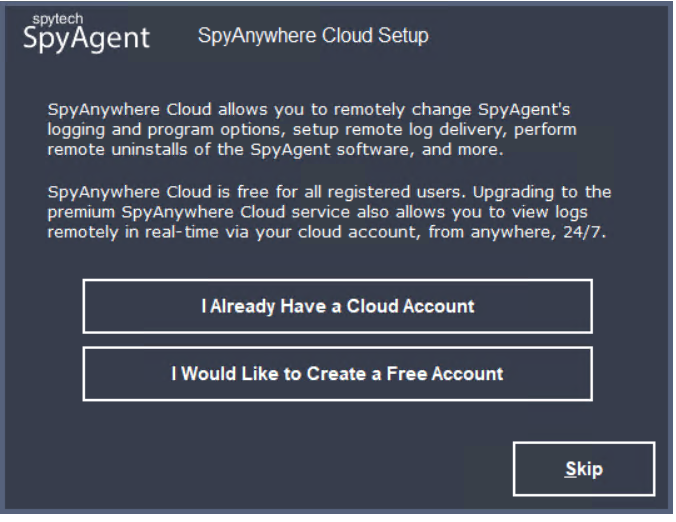 spytech
SpyAgent
SpyAnywhere Cloud Setup
SpyAnywhere Cloud allows you to remotely change SpyAgent's
logging and program options, setup remote log delivery, perform
remote uninstalls of the SpyAgent software, and more.
SpyAnywhere Cloud is free for all registered users. Upgrading to the
premium SpyAnywhere Cloud service also allows you to view logs
remotely in real-time via your cloud account, from anywhere, 24/7.
I Already Have a Cloud Account
I Would Like to Create a Free Account
Skip